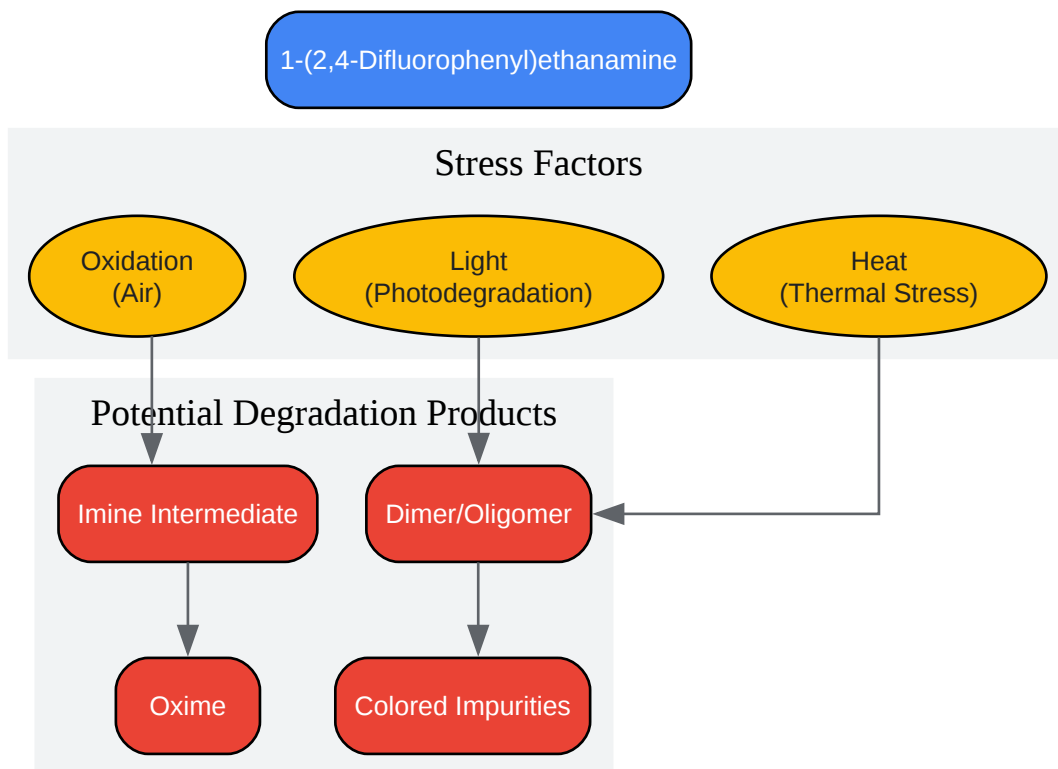 1-(2,4-Difluorophenyl)ethanamine
Stress Factors
Oxidation
(Air)
Light
(Photodegradation)
Heat
(Thermal Stress)
Potential Degradation Products
Imine Intermediate
Dimer/Oligomer
Oxime
Colored Impurities